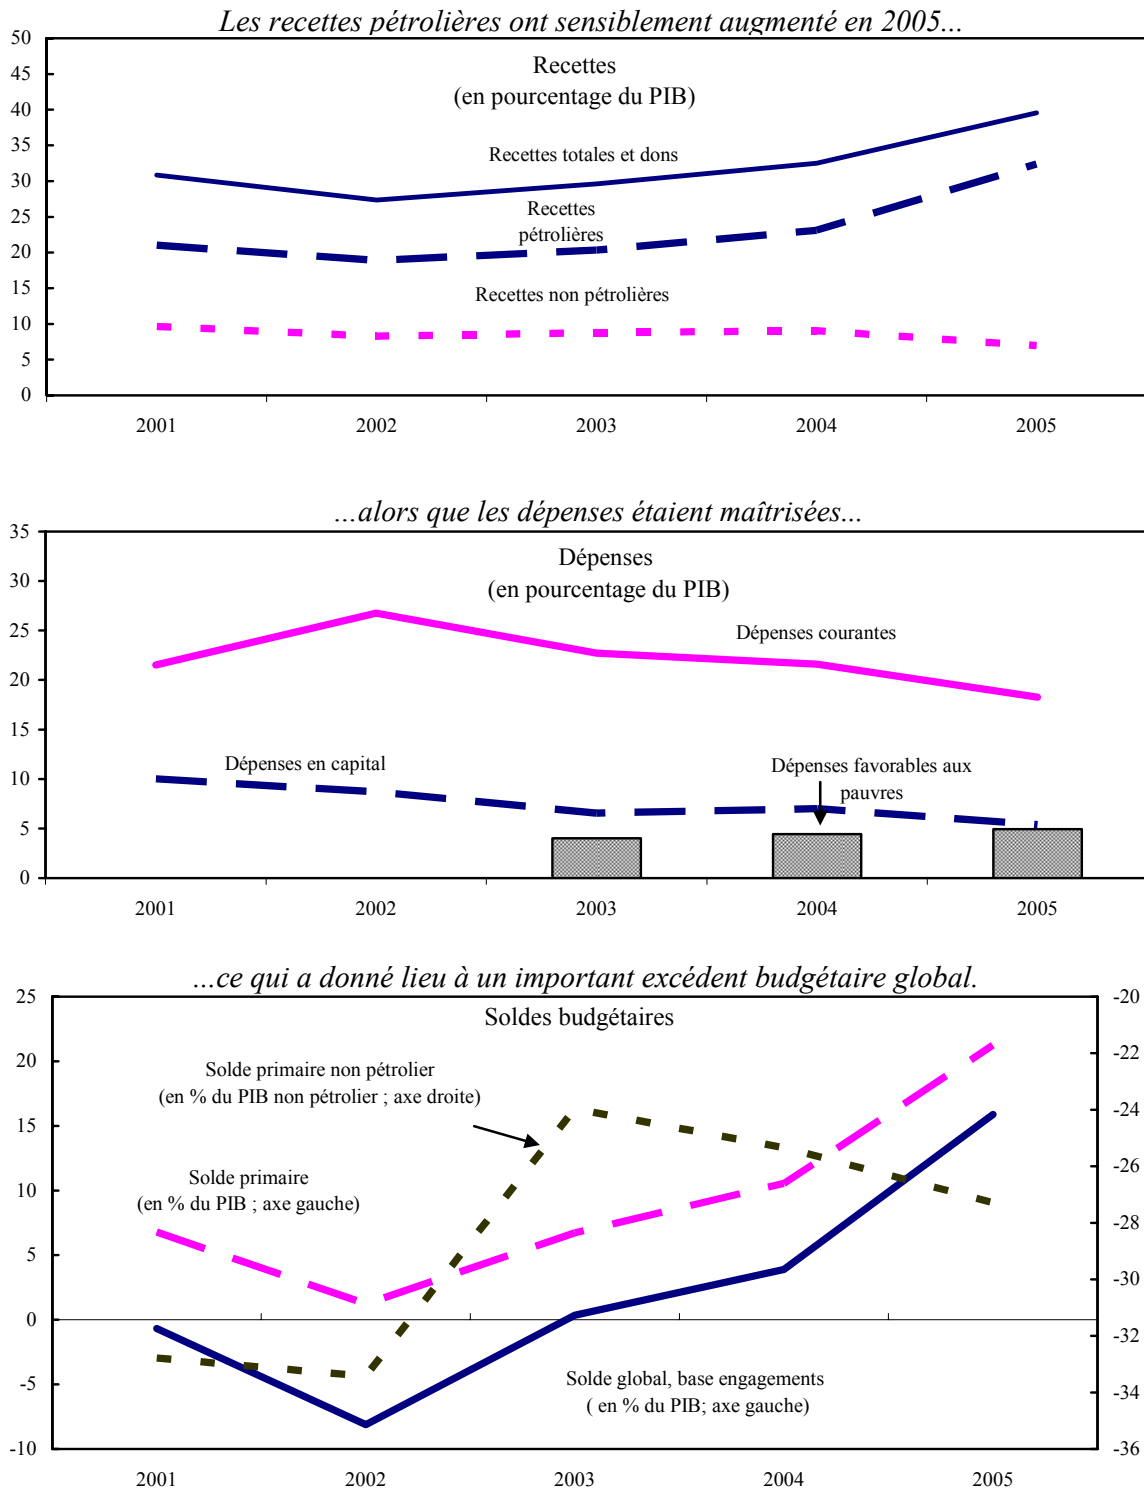 Les recettes pétrolières ont sensiblement augmenté en 2005...
Recettes
(en pourcentage du PIB)
50
45
40
35
30
25
20
15
10
5
0
Recettes totales et dons
Recettes
pétrolières
Recettes non pétrolières
2001 2002 2003 2004 2005
...alors que les dépenses étaient maîtrisées...
Dépenses
(en pourcentage du PIB)
35
30
25
20
15
10
5
0
Dépenses courantes
Dépenses en capital
Dépenses favorables aux
pauvres
2001 2002 2003 2004 2005
...ce qui a donné lieu à un important excédent budgétaire global.
Soldes budgétaires
25
20
15
10
5
0
-5
-10
Solde primaire non pétrolier
(en % du PIB non pétrolier ; axe droite)
Solde primaire
(en % du PIB ; axe gauche)
Solde global, base engagements
( en % du PIB; axe gauche)
-20
-22
-24
-26
-28
-30
-32
-34
-36
2001 2002 2003 2004 2005